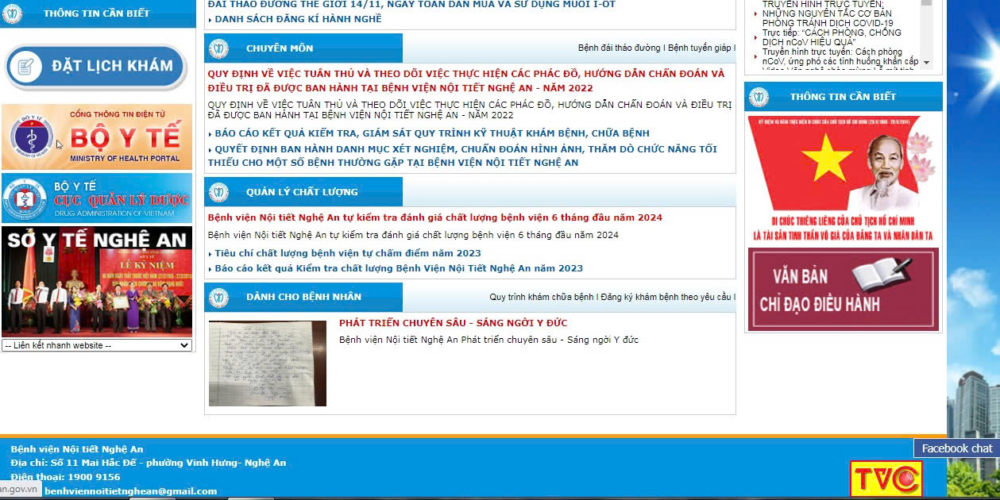 THÔNG TIN CẦN BIẾT
ĐẶT LỊCH KHÁM
CỔNG THÔNG TIN ĐIỆN TỬ
BỘ Y TẾ
BỘ Y TẾ
MINISTRY OF HEALTH PORTAL
BỘ Y TẾ
CỤC QUẢN LÝ DƯỢC
DRUG ADMINISTRATION OF VIETNAM
SỞ Y TẾ NGHỆ AN
SỞ Y TẾ
LỄ KỶ NIỆM
-- Liên kết nhanh website --
ĐÁI THÁO ĐƯỜNG THẾ GIỚI 14/11, NGÀY TOÀN DÂN MUA VÀ SỬ DỤNG MUỐI I-ỐT
DANH SÁCH ĐĂNG KÍ HÀNH NGHỀ
CHUYÊN MÔN
Bệnh đái tháo đường | Bệnh tuyến giáp |
QUY ĐỊNH VỀ VIỆC TUÂN THỦ VÀ THEO DÕI VIỆC THỰC HIỆN CÁC PHÁC ĐỒ, HƯỚNG DẪN CHẨN ĐOÁN VÀ
ĐIỀU TRỊ ĐÃ ĐƯỢC BAN HÀNH TẠI BỆNH VIỆN NỘI TIẾT NGHỆ AN - NĂM 2022
QUY ĐỊNH VỀ VIỆC TUÂN THỦ VÀ THEO DÕI VIỆC THỰC HIỆN CÁC PHÁC ĐỒ, HƯỚNG DẪN CHẨN ĐOÁN VÀ ĐIỀU TRỊ
ĐÃ ĐƯỢC BAN HÀNH TẠI BỆNH VIỆN NỘI TIẾT NGHỆ AN - NĂM 2022
BÁO CÁO KẾT QUẢ KIỂM TRA, GIÁM SÁT QUY TRÌNH KỸ THUẬT KHÁM BỆNH, CHỮA BỆNH
QUYẾT ĐỊNH BAN HÀNH DANH MỤC XÉT NGHIỆM, CHUẨN ĐOÁN HÌNH ẢNH, THĂM DÒ CHỨC NĂNG TỐI
THIỂU CHO MỘT SỐ BỆNH THƯỜNG GẶP TẠI BỆNH VIỆN NỘI TIẾT NGHỆ AN
QUẢN LÝ CHẤT LƯỢNG
Bệnh viện Nội tiết Nghệ An tự kiểm tra đánh giá chất lượng bệnh viện 6 tháng đầu năm 2024
Bệnh viện Nội tiết Nghệ An tự kiểm tra đánh giá chất lượng bệnh viện 6 tháng đầu năm 2024
Tiêu chí chất lượng bệnh viện tự chấm điểm năm 2023
Báo cáo kết quả Kiểm tra chất lượng Bệnh Viện Nội Tiết Nghệ An năm 2023
DÀNH CHO BỆNH NHÂN
Quy trình khám chữa bệnh | Đăng ký khám bệnh theo yêu cầu |
PHÁT TRIỂN CHUYÊN SÂU - SÁNG NGỜI Y ĐỨC
Bệnh viện Nội tiết Nghệ An Phát triển chuyên sâu - Sáng ngời Y đức
TRUYỀN HÌNH TRỰC TUYẾN:
NHỮNG NGUYÊN TẮC CƠ BẢN
PHÒNG TRÁNH DỊCH COVID-19
Trực tiếp: “CÁCH PHÒNG, CHỐNG
DỊCH nCoV HIỆU QUẢ”
Truyền hình trực tuyến: Cách phòng
nCoV, ứng phó các tình huống khẩn cấp
THÔNG TIN CẦN BIẾT
DI CHÚC THIÊNG LIÊNG CỦA CHỦ TỊCH HỒ CHÍ MINH
LÀ TÀI SẢN TINH THẦN VÔ GIÁ CỦA ĐẢNG TA VÀ NHÂN DÂN TA
VĂN BẢN
CHỈ ĐẠO ĐIỀU HÀNH
Bệnh viện Nội tiết Nghệ An
Địa chỉ: Số 11 Mai Hắc Đế - phường Vinh Hưng- Nghệ An
Điện thoại: 1900 9156
an.gov.vn
benhviennoitietnghean@gmail.com
Facebook chat
TVC